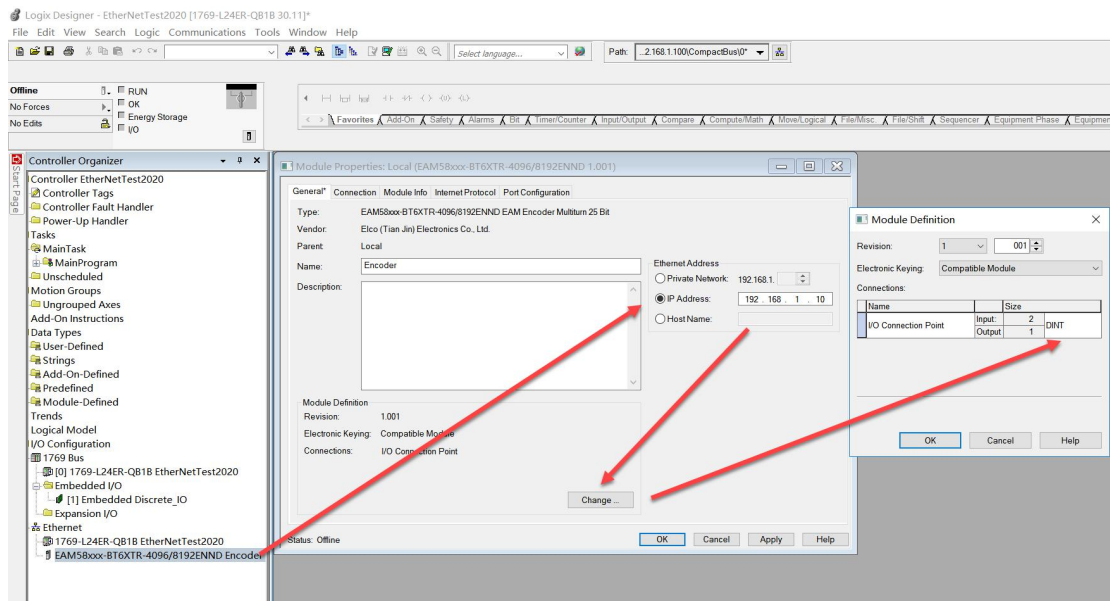 Logix Designer - EtherNetTest2020 [1769-L24ER-QB1B 30.11]*
File Edit View Search Logic Communications Tools Window Help
Select language...
Path: ...2.168.1.100\CompactBus\0*
Offline
RUN
No Forces
OK
Energy Storage
No Edits
I/O
Favorites Add-On Safety Alarms Bit Timer/Counter Input/Output Compare Compute/Math Move/Logical File/Misc. File/Shift Sequencer Equipment Phase Equipmen
Start Page
Controller Organizer
Controller EtherNetTest2020
Controller Tags
Controller Fault Handler
Power-Up Handler
Tasks
MainTask
MainProgram
Unscheduled
Motion Groups
Ungrouped Axes
Add-On Instructions
Data Types
User-Defined
Strings
Add-On-Defined
Predefined
Module-Defined
Trends
Logical Model
I/O Configuration
1769 Bus
[0] 1769-L24ER-QB1B EtherNetTest2020
Embedded I/O
[1] Embedded Discrete_IO
Expansion I/O
Ethernet
1769-L24ER-QB1B EtherNetTest2020
EAM58xxx-BT6XTR-4096/8192ENND Encoder
Module Properties: Local (EAM58xxx-BT6XTR-4096/8192ENND 1.001)
General* Connection Module Info Internet Protocol Port Configuration
Type: EAM58xxx-BT6XTR-4096/8192ENND EAM Encoder Multiturn 25 Bit
Vendor: Elco (Tian Jin) Electronics Co., Ltd.
Parent: Local
Name: Encoder
Description:
Ethernet Address
Private Network: 192.168.1.
IP Address: 192 . 168 . 1 . 10
Host Name:
Module Definition
Revision: 1.001
Electronic Keying: Compatible Module
Connections: I/O Connection Point
Change ...
Status: Offline
OK Cancel Apply Help
Module Definition
Revision: 1 001
Electronic Keying: Compatible Module
Connections:
Name Size
I/O Connection Point Input: 2 DINT
Output 1
OK Cancel Help